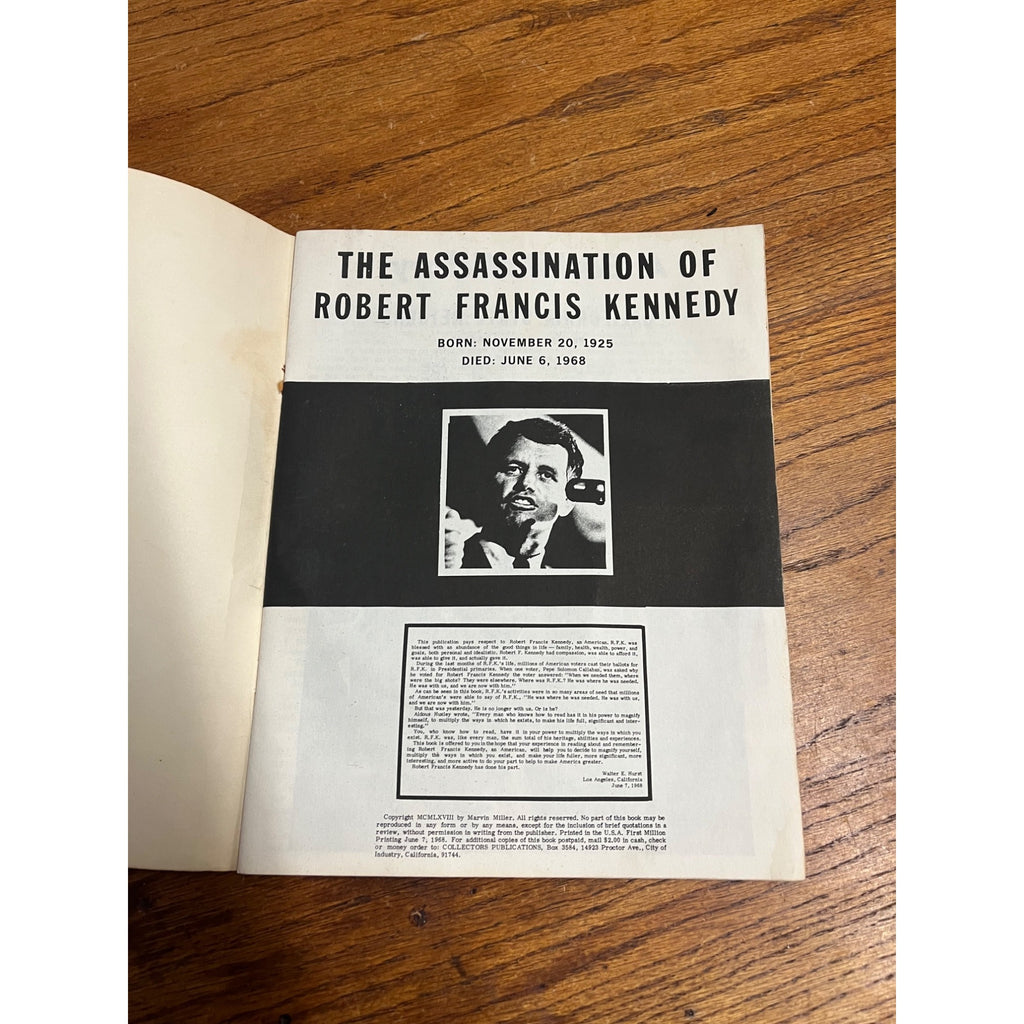 THE ASSASSINATION OF
ROBERT FRANCIS KENNEDY
BORN: NOVEMBER 20, 1925
DIED: JUNE 6, 1968
This publication pays respect to Robert Francis Kennedy, an American. R.F.K. was
blessed with an abundance of the good things in life — family, health, wealth, power, and
goals, both personal and idealistic. Robert F. Kennedy had compassion, was able to afford it,
was able to give it, and actually gave it.
During the last months of R.F.K.'s life, millions of American voters cast their ballots for
R.F.K. in Presidential primaries. When one voter, Pepe Solomon Callahan, was asked why
he voted for Robert Francis Kennedy the voter answered: "When we needed them, where
were the big shots? They were elsewhere. Where was R.F.K.? He was where he was needed.
He was with us, and we are now with him."
As can be seen in this book, R.F.K.'s activities were in so many areas of need that millions
of American's were able to say of R.F.K., "He was where he was needed. He was with us,
and we are now with him."
But that was yesterday. He is no longer with us. Or is he?
Aldous Huxley wrote, "Every man who knows how to read has it in his power to magnify
himself, to multiply the ways in which he exists, to make his life full, significant and inter-
esting."
You, who know how to read, have it in your power to multiply the ways in which you
exist. R.F.K. was, like every man, the sum total of his heritage, abilities and experiences.
This book is offered to you in the hope that your experience in reading about and remember-
ing Robert Francis Kennedy, an American, will help you to decide to magnify yourself,
multiply the ways in which you exist, and make your life fuller, more significant, more
interesting, and more active to do your part to help to make America greater.
Robert Francis Kennedy has done his part.
Walter E. Hurst
Los Angeles, California
June 7, 1968
Copyright MCMLXVIII by Marvin Miller. All rights reserved. No part of this book may be
reproduced in any form or by any means, except for the inclusion of brief quotations in a
review, without permission in writing from the publisher. Printed in the U.S.A. First Million
Printing June 7, 1968. For additional copies of this book postpaid, mail $2.00 in cash, check
or money order to: COLLECTORS PUBLICATIONS, Box 3584, 14923 Proctor Ave., City of
Industry, California, 91744.